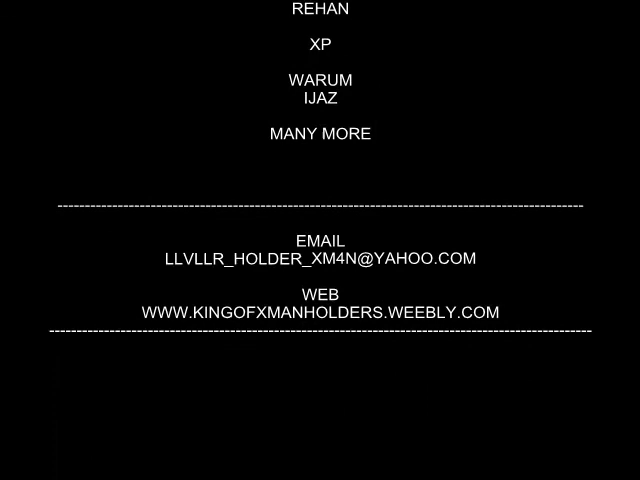 REHAN
XP
WARUM
IJAZ
MANY MORE
---------------------------------------------------------------------------------------------------
EMAIL
LLVLLR_HOLDER_XM4N@YAHOO.COM
WEB
WWW.KINGOFXMANHOLDERS.WEEBLY.COM
------------------------------------------------------------------------------------------------------